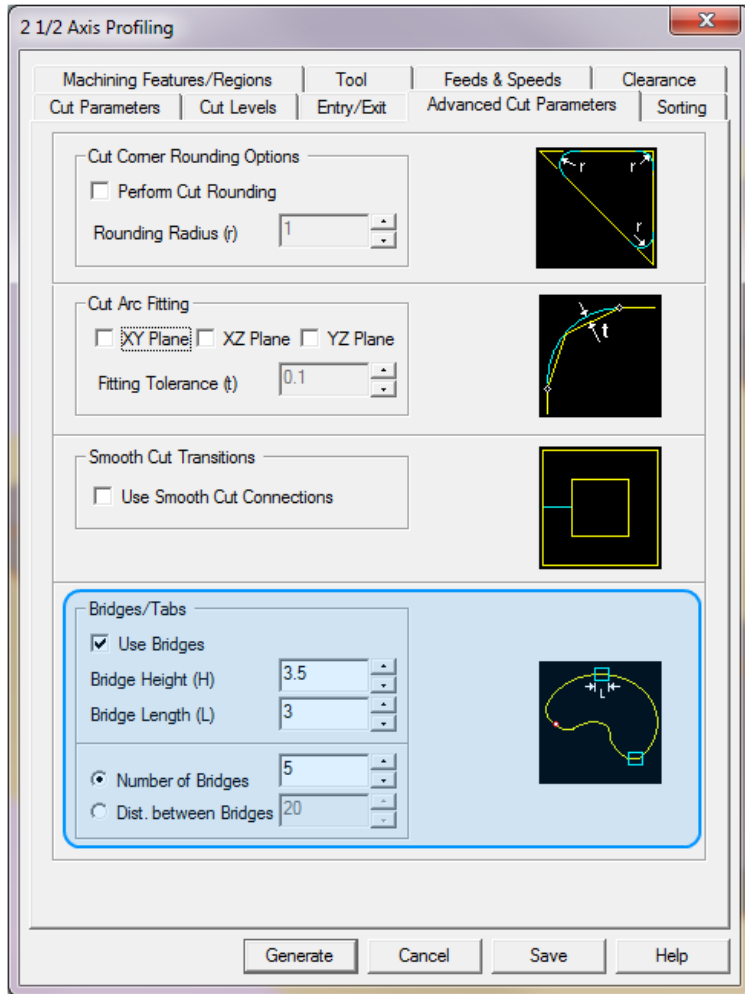 2 1/2 Axis Profiling
x
Machining Features/Regions Tool Feeds & Speeds Clearance
Cut Parameters Cut Levels Entry/Exit Advanced Cut Parameters Sorting
Cut Corner Rounding Options
Perform Cut Rounding
Rounding Radius (r) 1
r r
r
Cut Arc Fitting
XY Plane XZ Plane YZ Plane
Fitting Tolerance (t) 0.1
t
Smooth Cut Transitions
Use Smooth Cut Connections
Bridges/Tabs
Use Bridges
Bridge Height (H) 3.5
Bridge Length (L) 3
L
Number of Bridges 5
Dist. between Bridges 20
Generate Cancel Save Help